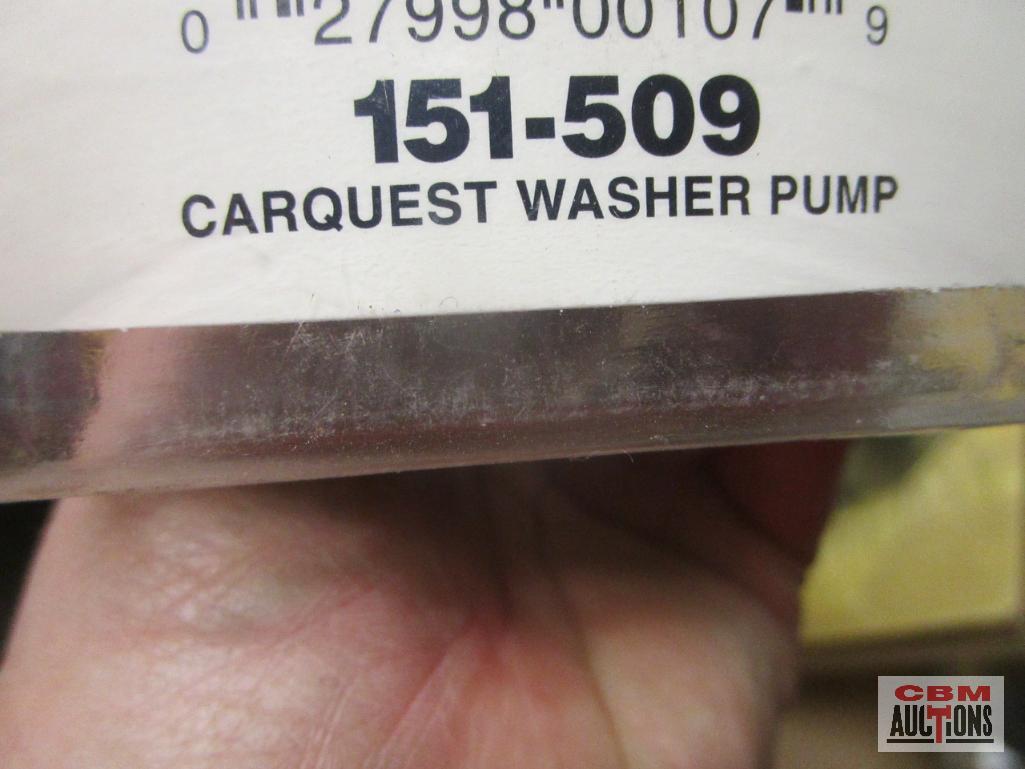 0 27998 00107 9
151-509
CARQUEST WASHER PUMP
CBM
AUCTIONS